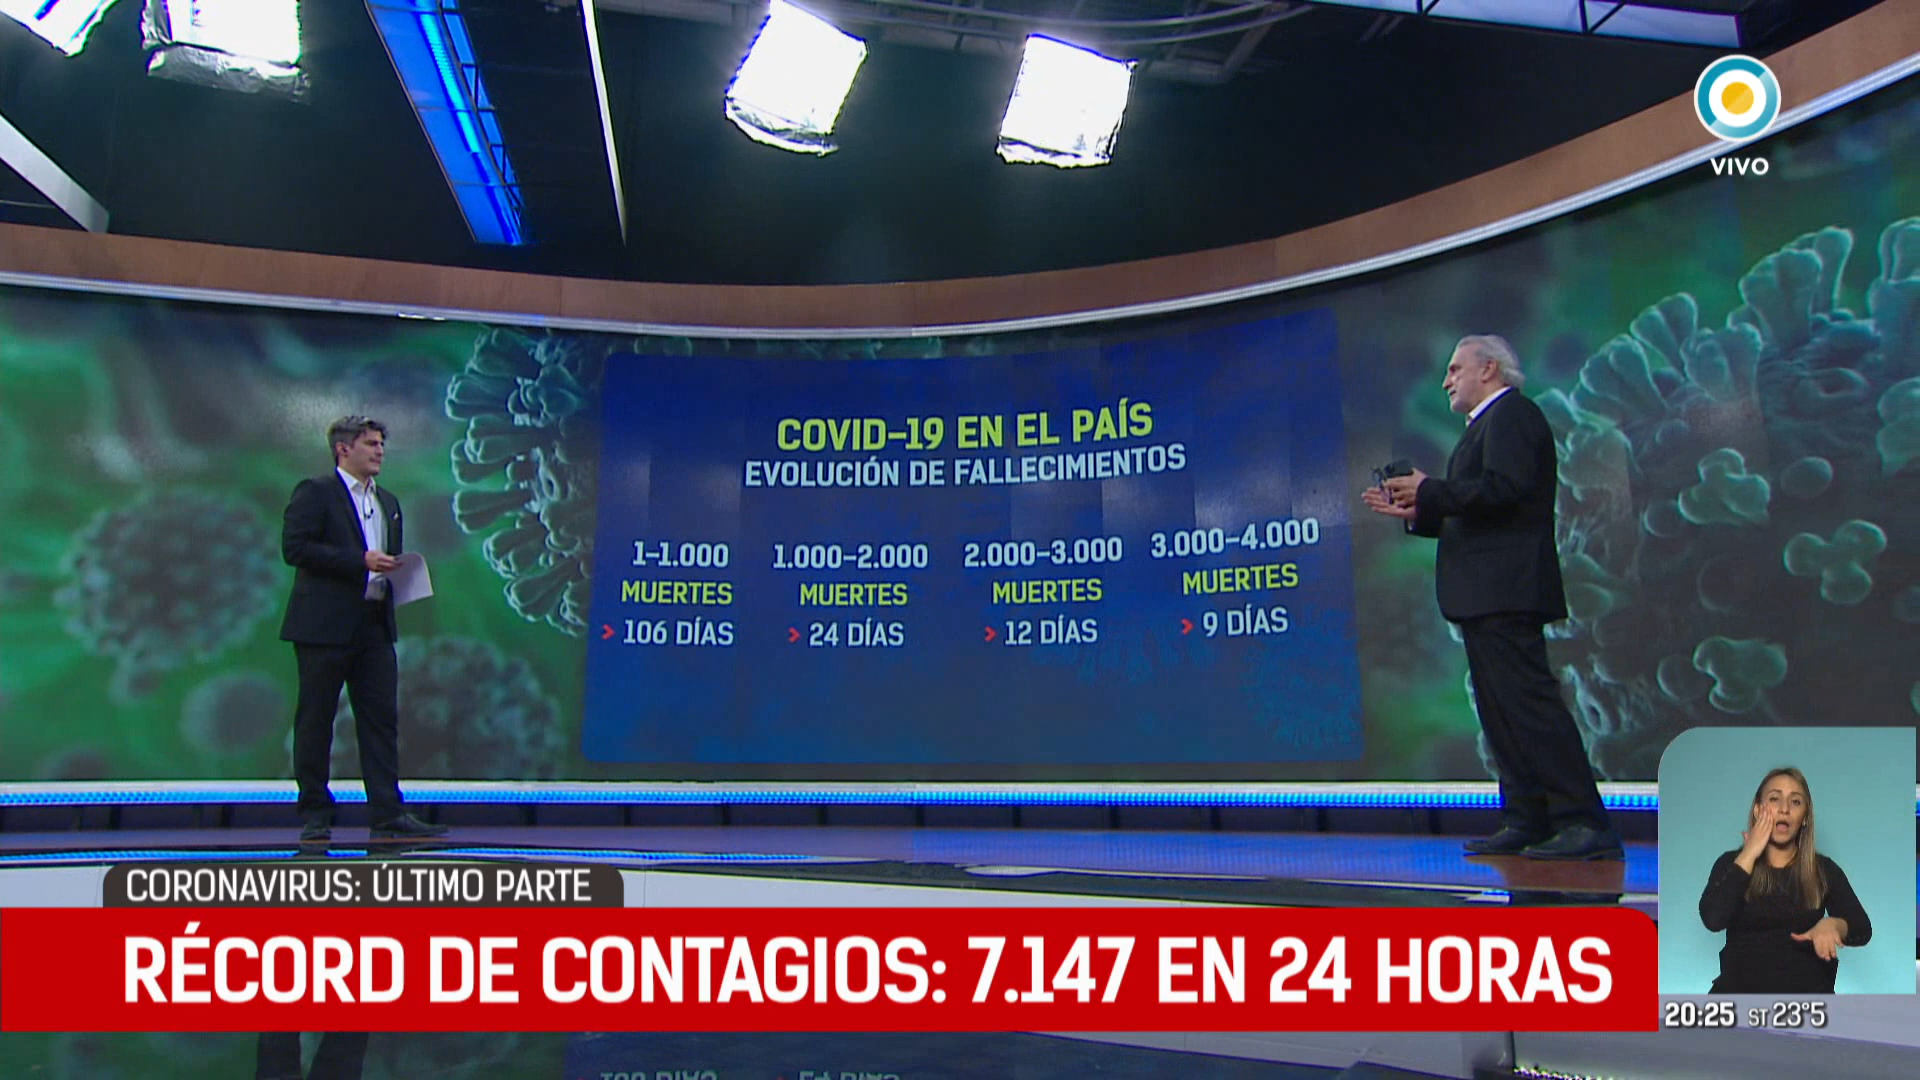 VIVO
COVID-19 EN EL PAÍS
EVOLUCIÓN DE FALLECIMIENTOS
1-1.000
MUERTES
> 106 DÍAS
1.000-2.000
MUERTES
> 24 DÍAS
2.000-3.000
MUERTES
> 12 DÍAS
3.000-4.000
MUERTES
> 9 DÍAS
CORONAVIRUS: ÚLTIMO PARTE
RÉCORD DE CONTAGIOS: 7.147 EN 24 HORAS
20:25 ST 23°5